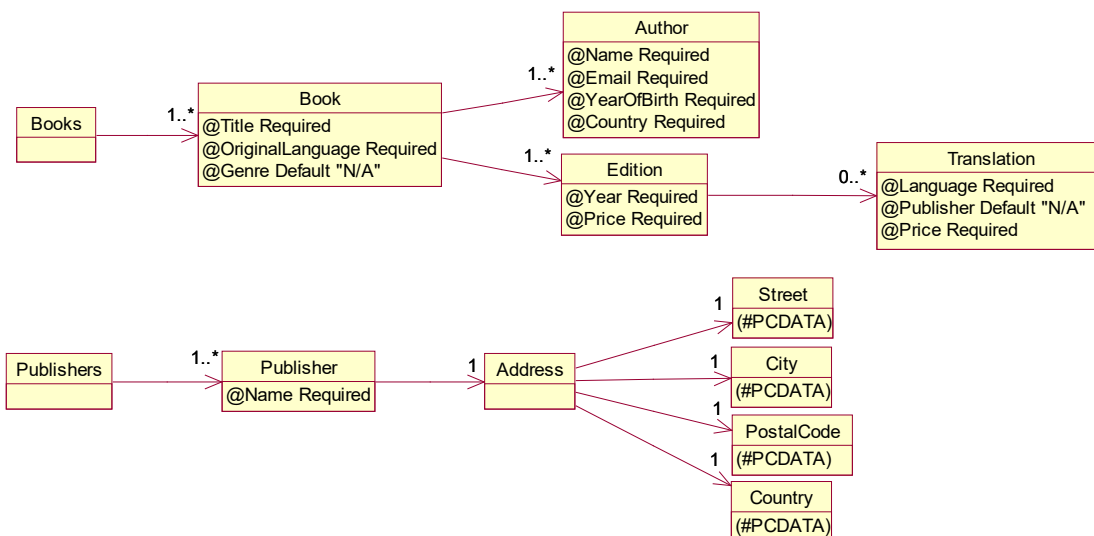 Books
1..*
Book
@Title Required
@OriginalLanguage Required
@Genre Default "N/A"
1..*
Author
@Name Required
@Email Required
@YearOfBirth Required
@Country Required
1..*
Edition
@Year Required
@Price Required
0..*
Translation
@Language Required
@Publisher Default "N/A"
@Price Required
Publishers
1..*
Publisher
@Name Required
1
Address
1
Street
(#PCDATA)
1
City
(#PCDATA)
1
PostalCode
(#PCDATA)
1
Country
(#PCDATA)